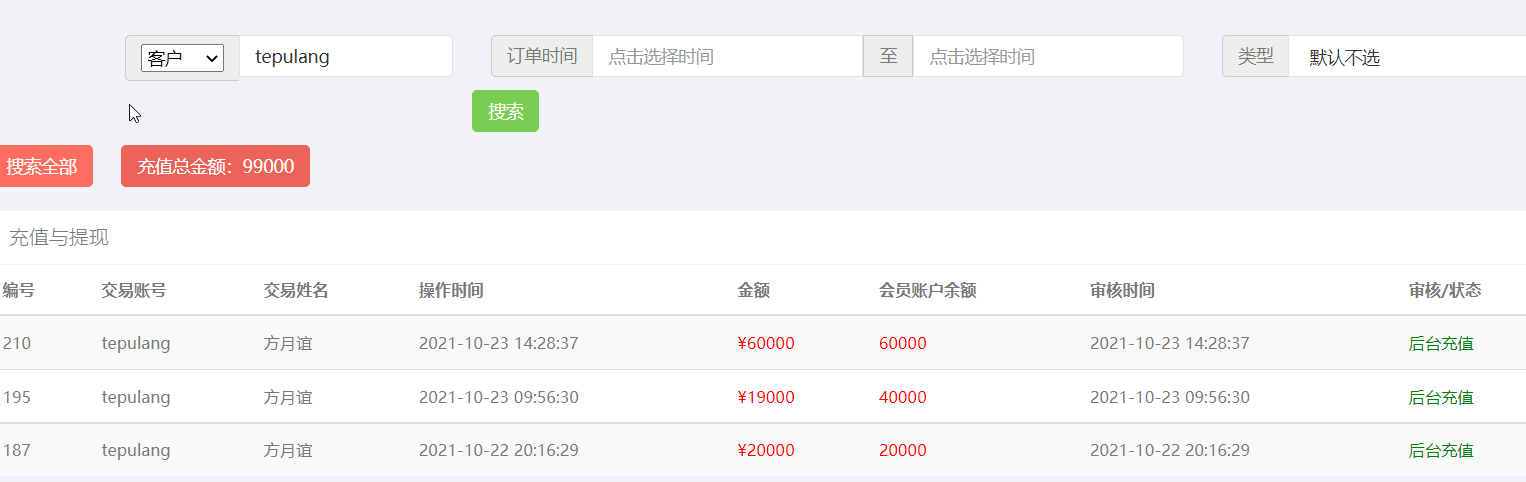 客户 tepulang 订单时间 点击选择时间 至 点击选择时间 类型 默认不选
搜索
搜索全部 充值总金额：99000
充值与提现
编号 交易账号 交易姓名 操作时间 金额 会员账户余额 审核时间 审核/状态
210 tepulang 方月谊 2021-10-23 14:28:37 ¥60000 60000 2021-10-23 14:28:37 后台充值
195 tepulang 方月谊 2021-10-23 09:56:30 ¥19000 40000 2021-10-23 09:56:30 后台充值
187 tepulang 方月谊 2021-10-22 20:16:29 ¥20000 20000 2021-10-22 20:16:29 后台充值